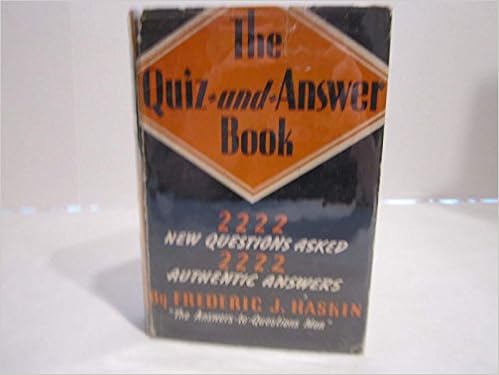 The
Quiz-and-Answer
Book
2222
NEW QUESTIONS ASKED
2222
AUTHENTIC ANSWERS
By FREDERIC J. HASKIN
"The Answers-to-Questions Man"